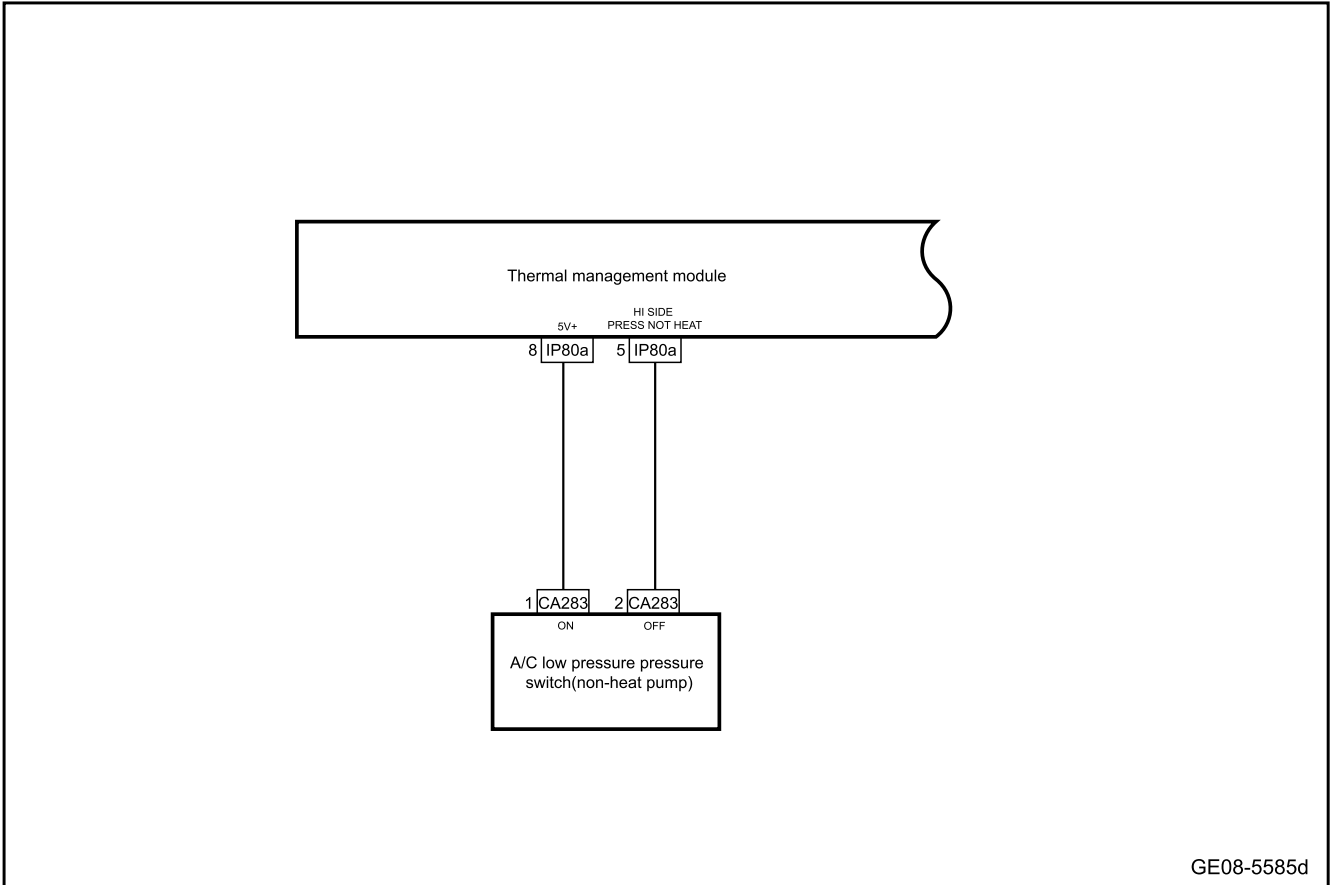 Thermal management module
HI SIDE
5V+ PRESS NOT HEAT
8 IP80a 5 IP80a
1 CA283 2 CA283
ON OFF
A/C low pressure pressure
switch(non-heat pump)
GE08-5585d